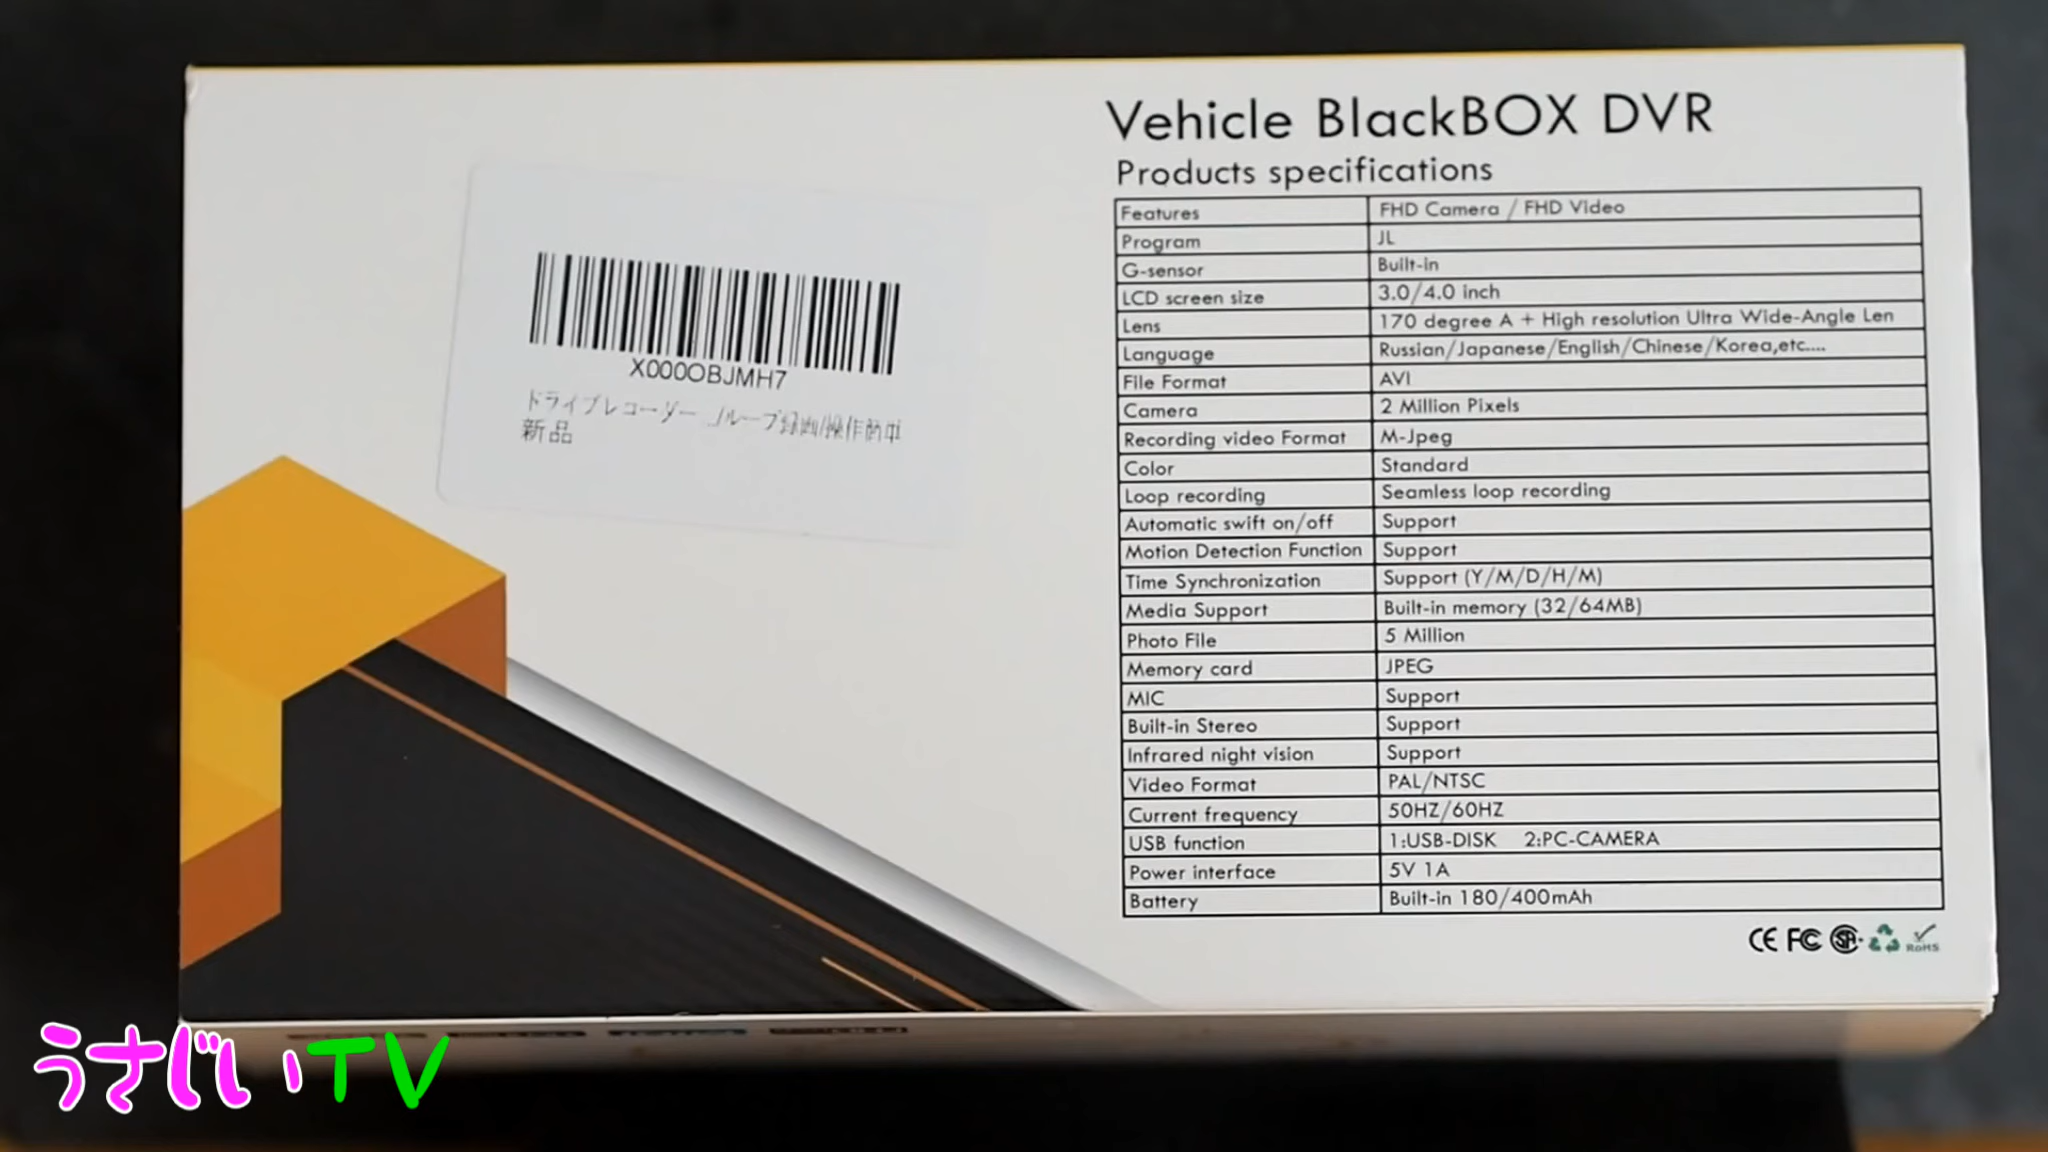 Vehicle BlackBOX DVR
Products specifications
Features FHD Camera / FHD Video
Program JL
G-sensor Built-in
LCD screen size 3.0/4.0 inch
Lens 170 degree A + High resolution Ultra Wide-Angle Len
Language Russian/Japanese/English/Chinese/Korea,etc....
File Format AVI
Camera 2 Million Pixels
Recording video Format M-Jpeg
Color Standard
Loop recording Seamless loop recording
Automatic swift on/off Support
Motion Detection Function Support
Time Synchronization Support (Y/M/D/H/M)
Media Support Built-in memory (32/64MB)
Photo File 5 Million
Memory card JPEG
MIC Support
Built-in Stereo Support
Infrared night vision Support
Video Format PAL/NTSC
Current frequency 50HZ/60HZ
USB function 1:USB-DISK 2:PC-CAMERA
Power interface 5V 1A
Battery Built-in 180/400mAh
CE FC SA RoHS
X000OBJMH7
ドライブレコーダー ループ録画/操作簡単
新品
うさじいTV